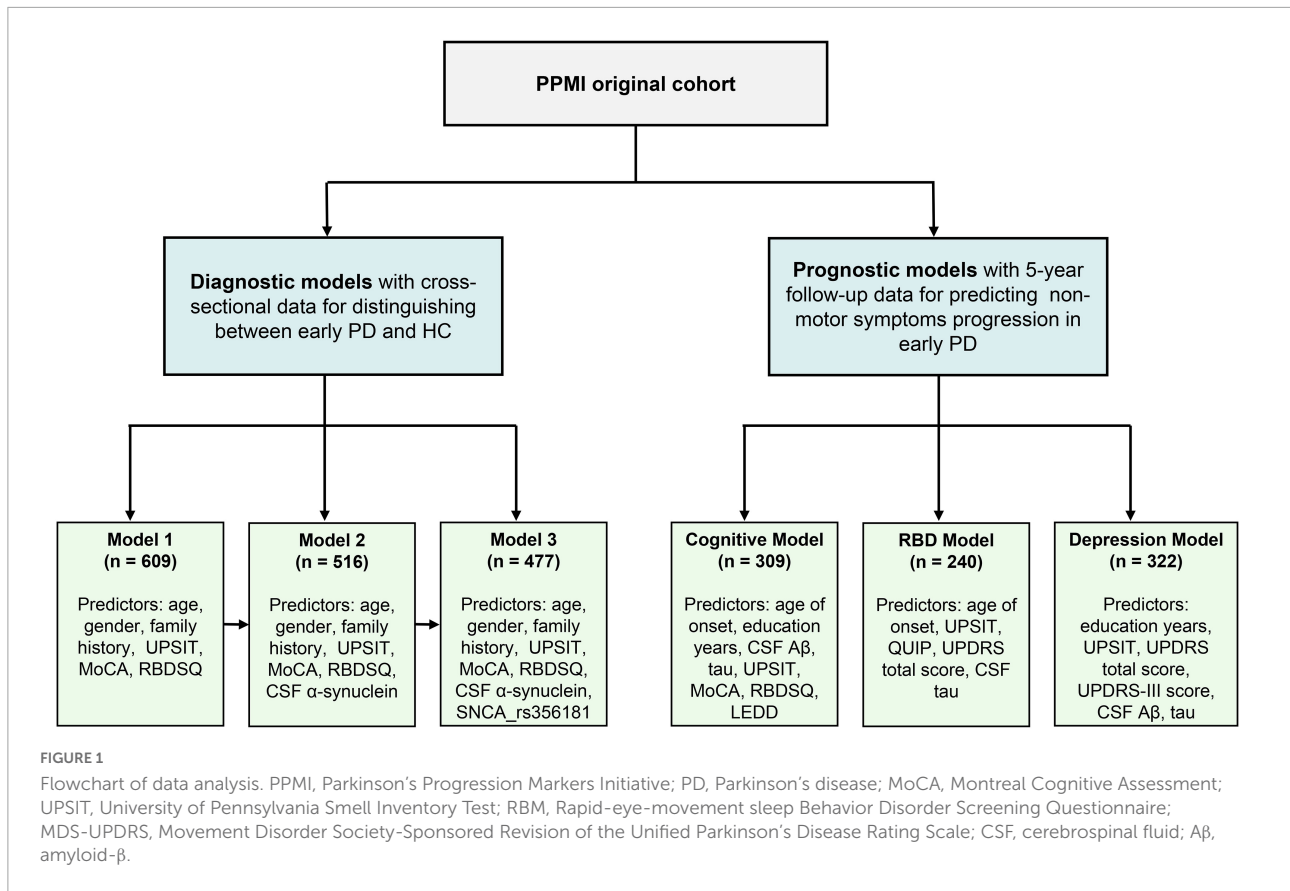 PPMI original cohort
Diagnostic models with cross-
sectional data for distinguishing
between early PD and HC
Prognostic models with 5-year
follow-up data for predicting non-
motor symptoms progression in
early PD
Model 1
(n = 609)
Predictors: age,
gender, family
history, UPSIT,
MoCA, RBDSQ
Model 2
(n = 516)
Predictors: age,
gender, family
history, UPSIT,
MoCA, RBDSQ,
CSF α-synuclein
Model 3
(n = 477)
Predictors: age,
gender, family
history, UPSIT,
MoCA, RBDSQ,
CSF α-synuclein,
SNCA_rs356181
Cognitive Model
(n = 309)
Predictors: age of
onset, education
years, CSF Aβ,
tau, UPSIT,
MoCA, RBDSQ,
LEDD
RBD Model
(n = 240)
Predictors: age of
onset, UPSIT,
QUIP, UPDRS
total score, CSF
tau
Depression Model
(n = 322)
Predictors:
education years,
UPSIT, UPDRS
total score,
UPDRS-III score,
CSF Aβ, tau
FIGURE 1
Flowchart of data analysis. PPMI, Parkinson's Progression Markers Initiative; PD, Parkinson's disease; MoCA, Montreal Cognitive Assessment;
UPSIT, University of Pennsylvania Smell Inventory Test; RBM, Rapid-eye-movement sleep Behavior Disorder Screening Questionnaire;
MDS-UPDRS, Movement Disorder Society-Sponsored Revision of the Unified Parkinson's Disease Rating Scale; CSF, cerebrospinal fluid; Aβ,
amyloid-β.